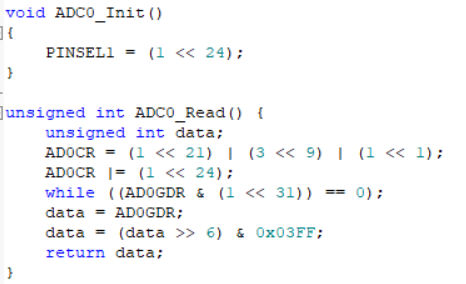 void ADC0_Init()
{
    PINSEL1 = (1 << 24);
}

unsigned int ADC0_Read() {
    unsigned int data;
    AD0CR = (1 << 21) | (3 << 9) | (1 << 1);
    AD0CR |= (1 << 24);
    while ((AD0GDR & (1 << 31)) == 0);
    data = AD0GDR;
    data = (data >> 6) & 0x03FF;
    return data;
}